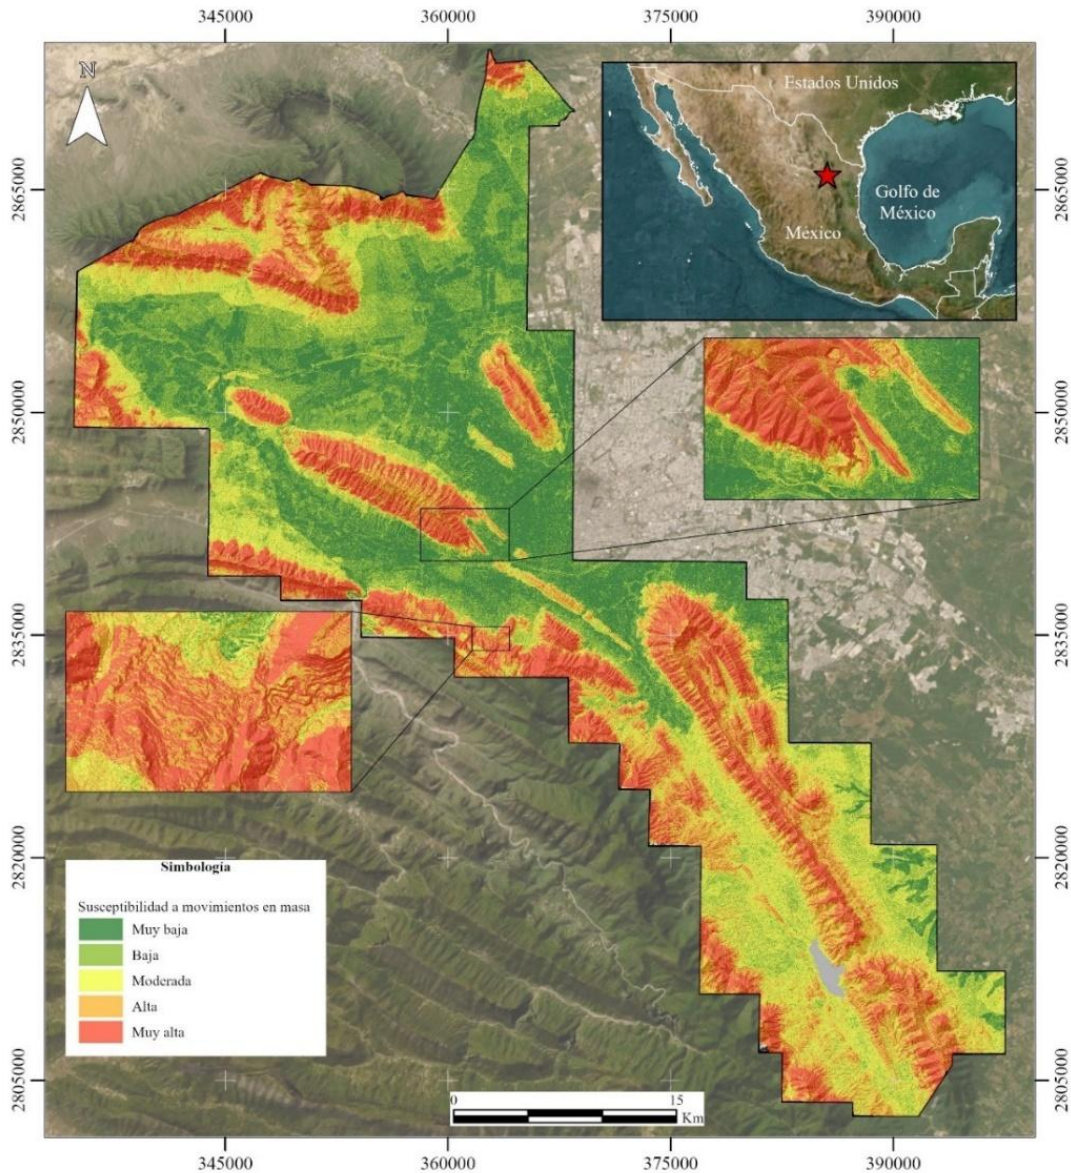 345000 360000 375000 390000
N
Estados Unidos
Golfo de
México
México
2865000 2865000
2850000 2850000
2835000 2835000
2820000 2820000
2805000 2805000
Simbología
Susceptibilidad a movimientos en masa
Muy baja
Baja
Moderada
Alta
Muy alta
0 15
Km
345000 360000 375000 390000